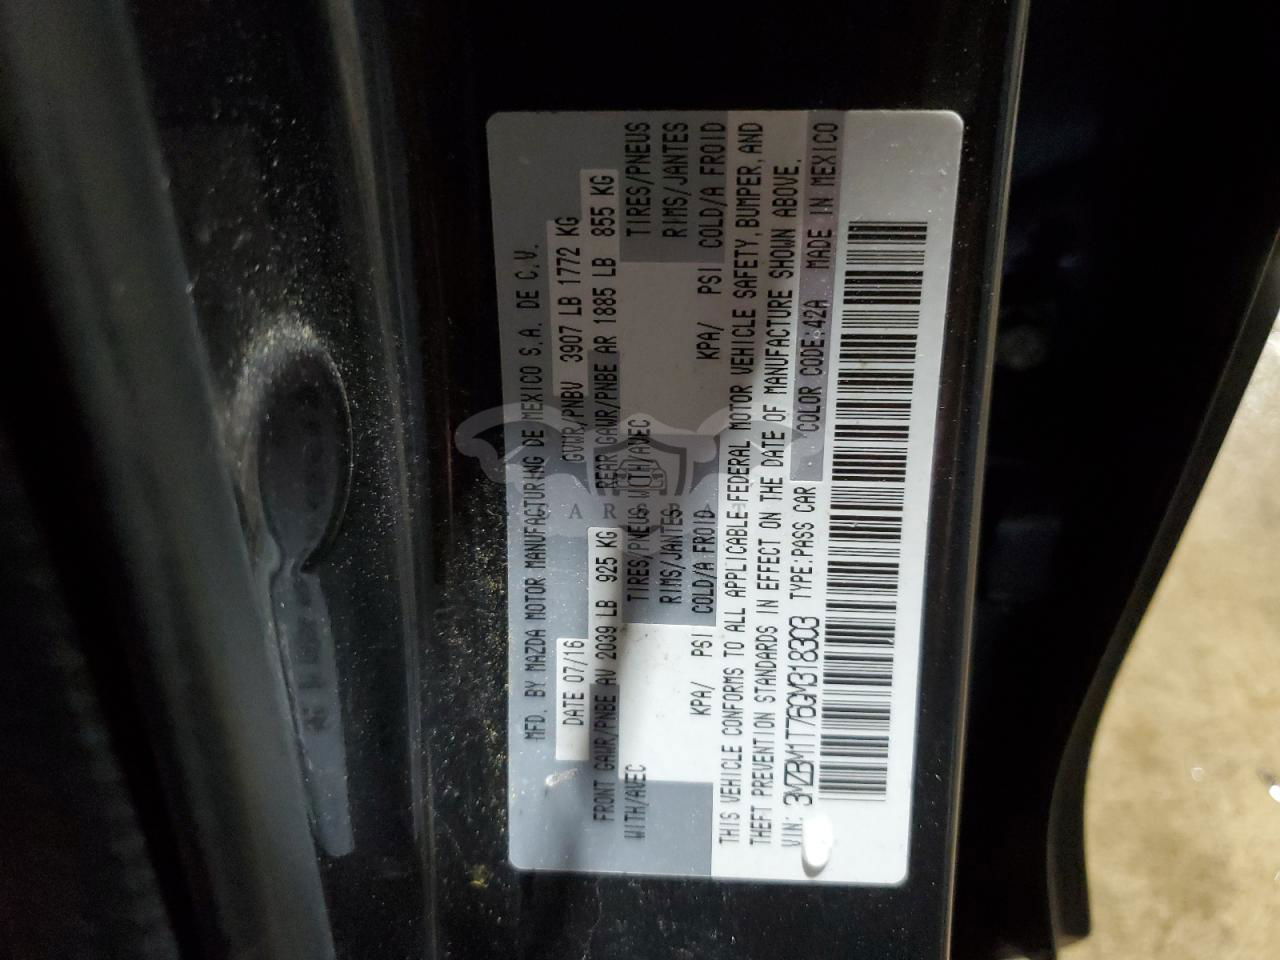 MFD. BY MAZDA MOTOR MANUFACTURING DE MEXICO S.A. DE C.V.
DATE 07/16 GVWR/PNBV 3907 LB 1772 KG
FRONT GAWR/PNBE AV 2039 LB 925 KG REAR GAWR/PNBE AR 1885 LB 855 KG
WITH/AVEC TIRES/PNEUS WITH/AVEC TIRES/PNEUS
RIMS/JANTES RIMS/JANTES
KPA/ PSI COLD/A FROID KPA/ PSI COLD/A FROID
THIS VEHICLE CONFORMS TO ALL APPLICABLE FEDERAL MOTOR VEHICLE SAFETY, BUMPER, AND
THEFT PREVENTION STANDARDS IN EFFECT ON THE DATE OF MANUFACTURE SHOWN ABOVE.
VIN: 3MZBM1T76GM318303 TYPE: PASS CAR COLOR CODE: 42A MADE IN MEXICO